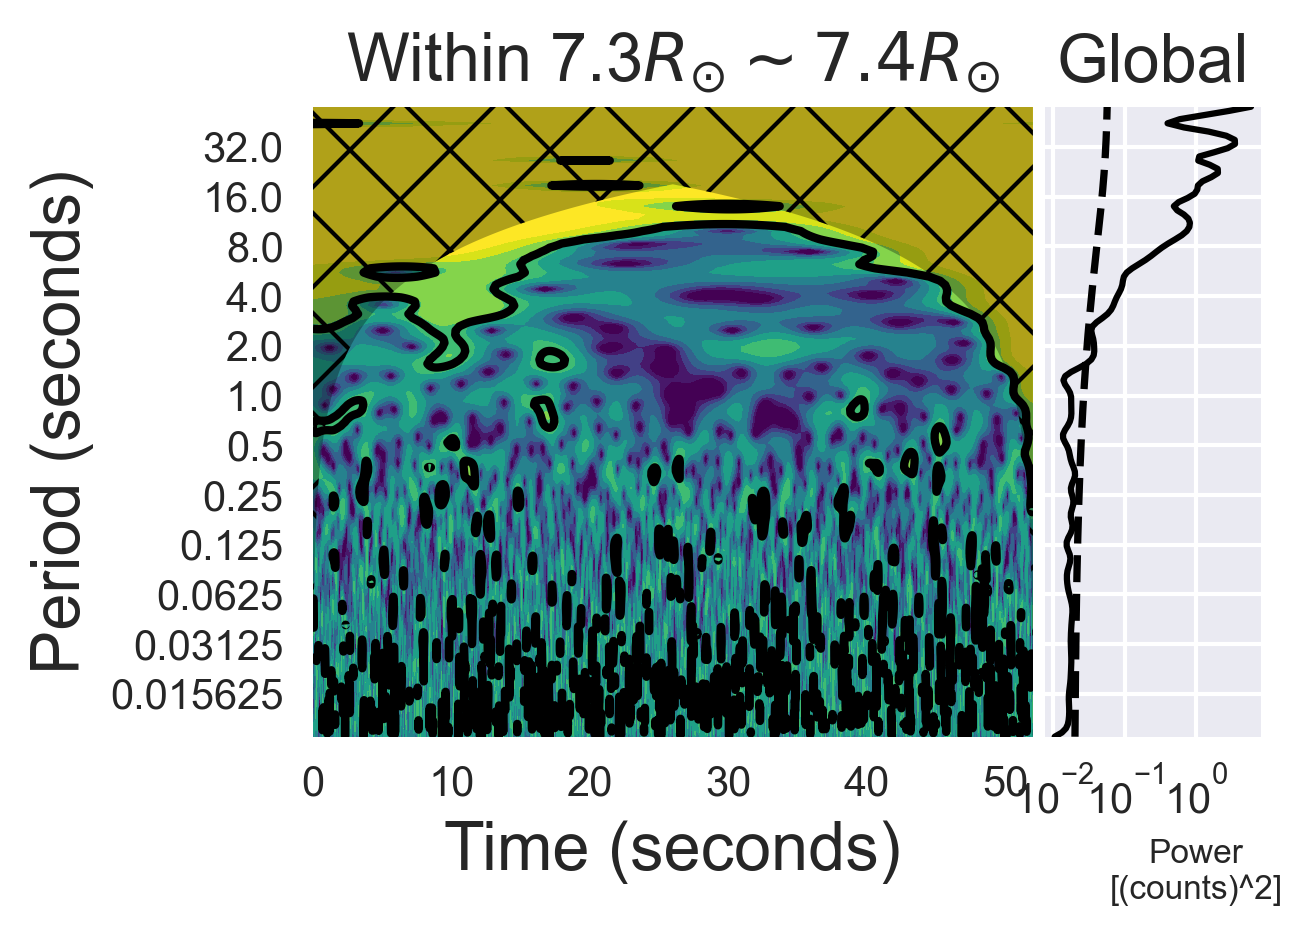 Within 7.3R⊙ ~ 7.4R⊙
Global
Period (seconds)
32.0
16.0
8.0
4.0
2.0
1.0
0.5
0.25
0.125
0.0625
0.03125
0.015625
0 10 20 30 40 50
10⁻² 10⁻¹ 10⁰
Time (seconds)
Power
[(counts)^2]